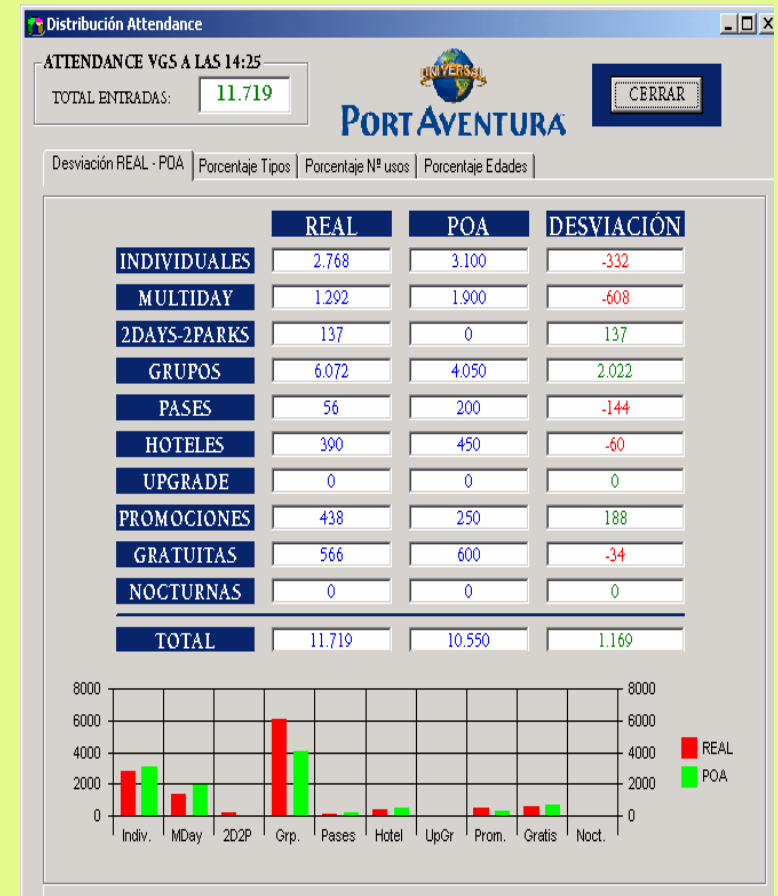 Distribución Attendance
ATTENDANCE VGS A LAS 14:25
TOTAL ENTRADAS: 11.719
UNIVERSAL
PORT AVENTURA
CERRAR
Desviación REAL - POA Porcentaje Tipos Porcentaje Nº usos Porcentaje Edades
REAL POA DESVIACIÓN
INDIVIDUALES 2.768 3.100 -332
MULTIDAY 1.292 1.900 -608
2DAYS-2PARKS 137 0 137
GRUPOS 6.072 4.050 2.022
PASES 56 200 -144
HOTELES 390 450 -60
UPGRADE 0 0 0
PROMOCIONES 438 250 188
GRATUITAS 566 600 -34
NOCTURNAS 0 0 0
TOTAL 11.719 10.550 1.169
8000 8000
6000 6000
4000 4000
2000 2000
0 0
REAL
POA
Indiv. MDay 2D2P Grp. Pases Hotel UpGr Prom. Gratis Noct.